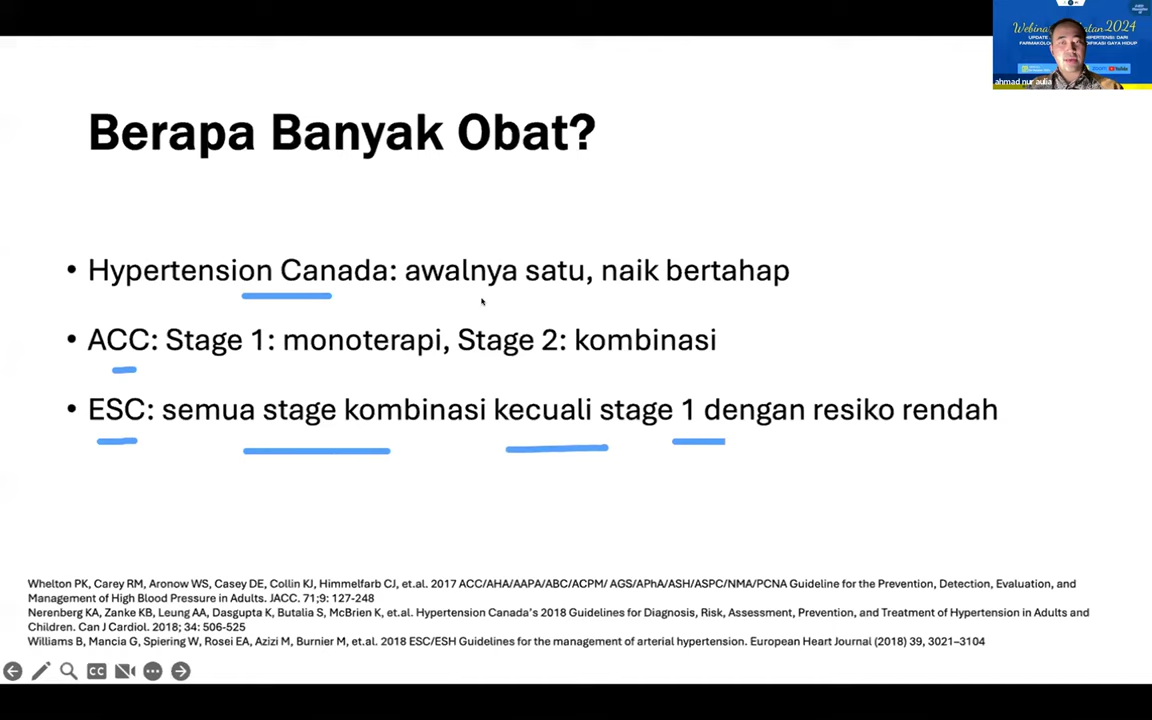 Webinar
2024
UPDATE
HIPERTENSI DARI
FARMAKOLO
IFIKASI GAYA HIDUP
zoom
YouTube
ahmad nur aulia
Berapa Banyak Obat?
• Hypertension Canada: awalnya satu, naik bertahap
• ACC: Stage 1: monoterapi, Stage 2: kombinasi
• ESC: semua stage kombinasi kecuali stage 1 dengan resiko rendah
Whelton PK, Carey RM, Aronow WS, Casey DE, Collin KJ, Himmelfarb CJ, et.al. 2017 ACC/AHA/AAPA/ABC/ACPM/ AGS/APhA/ASH/ASPC/NMA/PCNA Guideline for the Prevention, Detection, Evaluation, and
Management of High Blood Pressure in Adults. JACC. 71;9: 127-248
Nerenberg KA, Zanke KB, Leung AA, Dasgupta K, Butalia S, McBrien K, et.al. Hypertension Canada's 2018 Guidelines for Diagnosis, Risk, Assessment, Prevention, and Treatment of Hypertension in Adults and
Children. Can J Cardiol. 2018; 34: 506-525
Williams B, Mancia G, Spiering W, Rosei EA, Azizi M, Burnier M, et.al. 2018 ESC/ESH Guidelines for the management of arterial hypertension. European Heart Journal (2018) 39, 3021–3104
CC